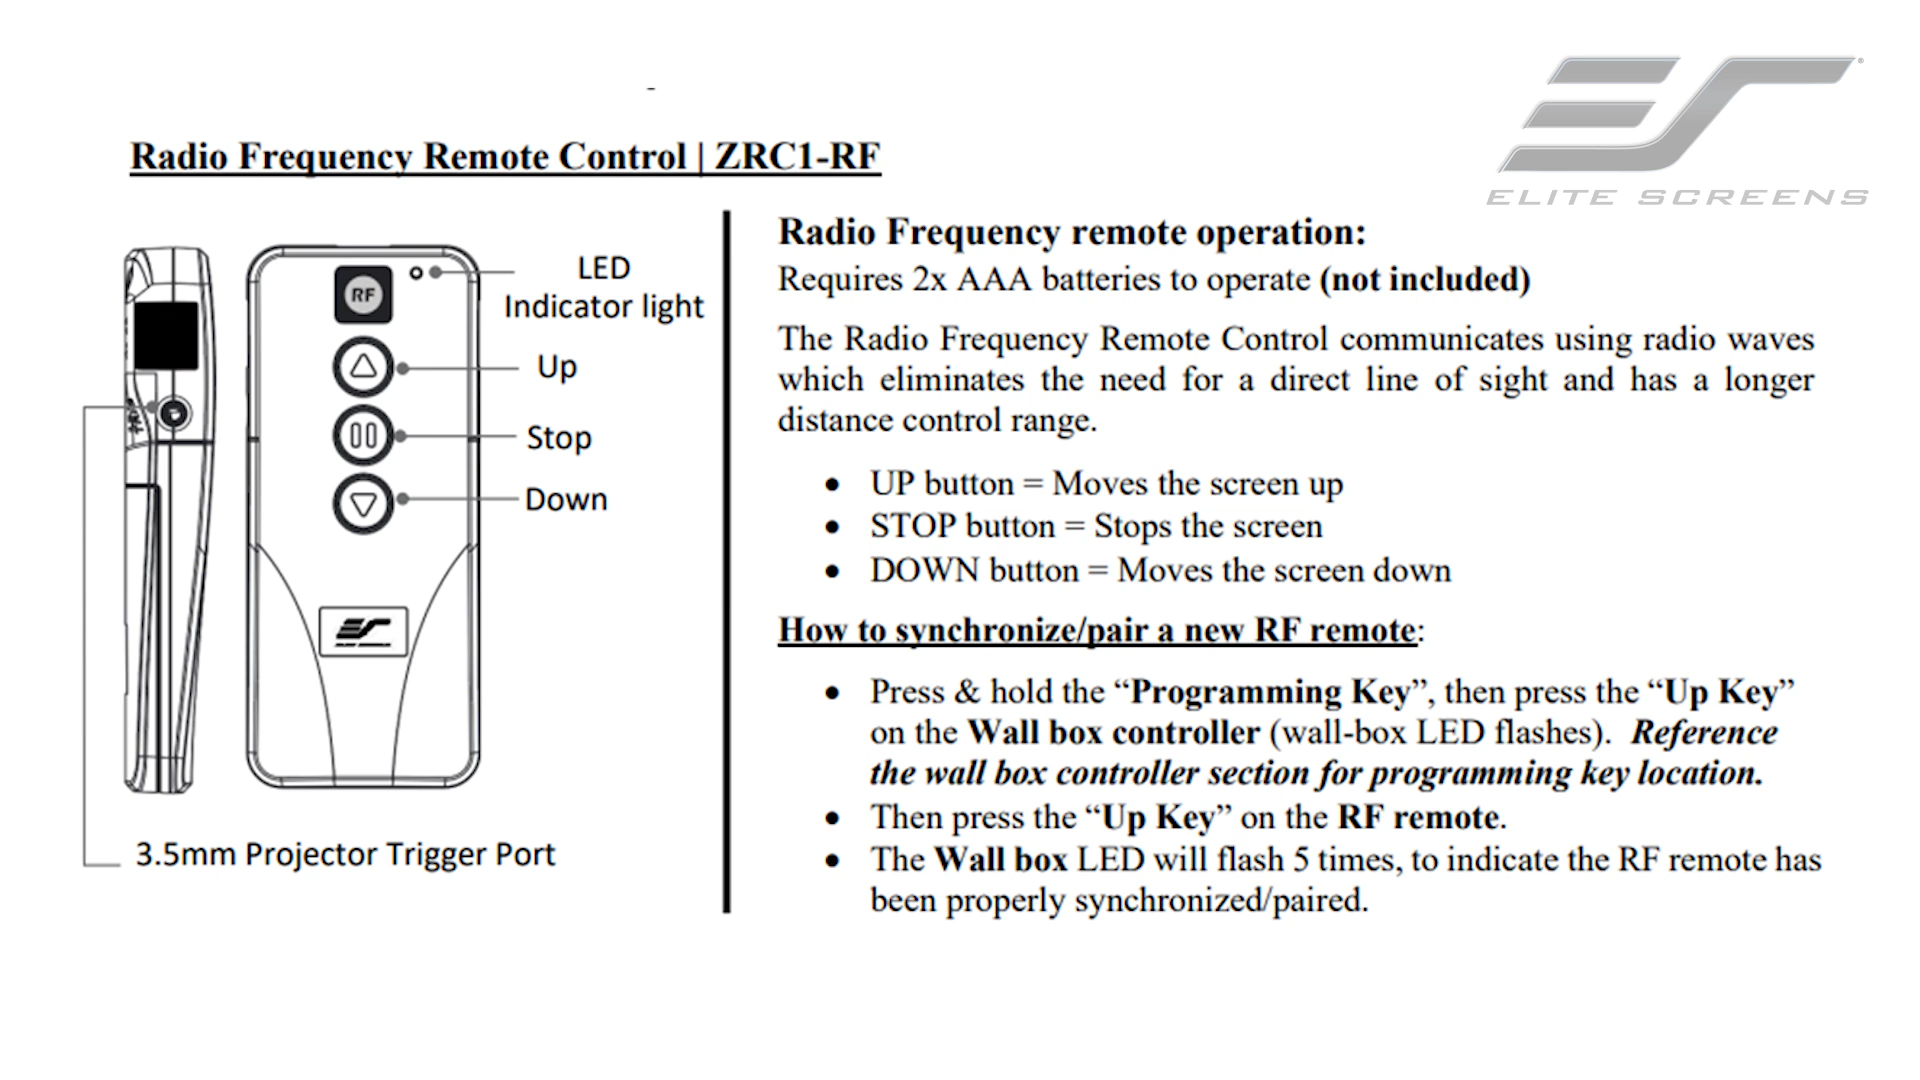 ELITE SCREENS
Radio Frequency Remote Control | ZRC1-RF
RF
LED
Indicator light
Up
Stop
Down
3.5mm Projector Trigger Port
Radio Frequency remote operation:
Requires 2x AAA batteries to operate (not included)
The Radio Frequency Remote Control communicates using radio waves
which eliminates the need for a direct line of sight and has a longer
distance control range.
• UP button = Moves the screen up
• STOP button = Stops the screen
• DOWN button = Moves the screen down
How to synchronize/pair a new RF remote:
• Press & hold the “Programming Key”, then press the “Up Key”
on the Wall box controller (wall-box LED flashes). Reference
the wall box controller section for programming key location.
• Then press the “Up Key” on the RF remote.
• The Wall box LED will flash 5 times, to indicate the RF remote has
been properly synchronized/paired.